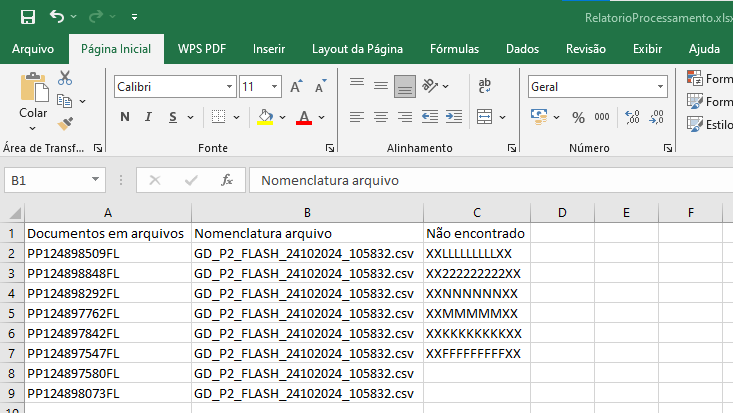 RelatorioProcessamento.xlsx
Arquivo Página Inicial WPS PDF Inserir Layout da Página Fórmulas Dados Revisão Exibir Ajuda
Colar
Calibri 11 A A
N I S A
ab
Geral
% 000
Form
Form
Estilo
Área de Transf... Fonte Alinhamento Número
B1 fx Nomenclatura arquivo
A B C D E F
1 Documentos em arquivos Nomenclatura arquivo Não encontrado
2 PP124898509FL GD_P2_FLASH_24102024_105832.csv XXLLLLLLLLLXX
3 PP124898848FL GD_P2_FLASH_24102024_105832.csv XX222222222XX
4 PP124898292FL GD_P2_FLASH_24102024_105832.csv XXNNNNNNXX
5 PP124897762FL GD_P2_FLASH_24102024_105832.csv XXMMMMMXX
6 PP124897842FL GD_P2_FLASH_24102024_105832.csv XXKKKKKKKKXX
7 PP124897547FL GD_P2_FLASH_24102024_105832.csv XXFFFFFFFFFXX
8 PP124897580FL GD_P2_FLASH_24102024_105832.csv
9 PP124898073FL GD_P2_FLASH_24102024_105832.csv